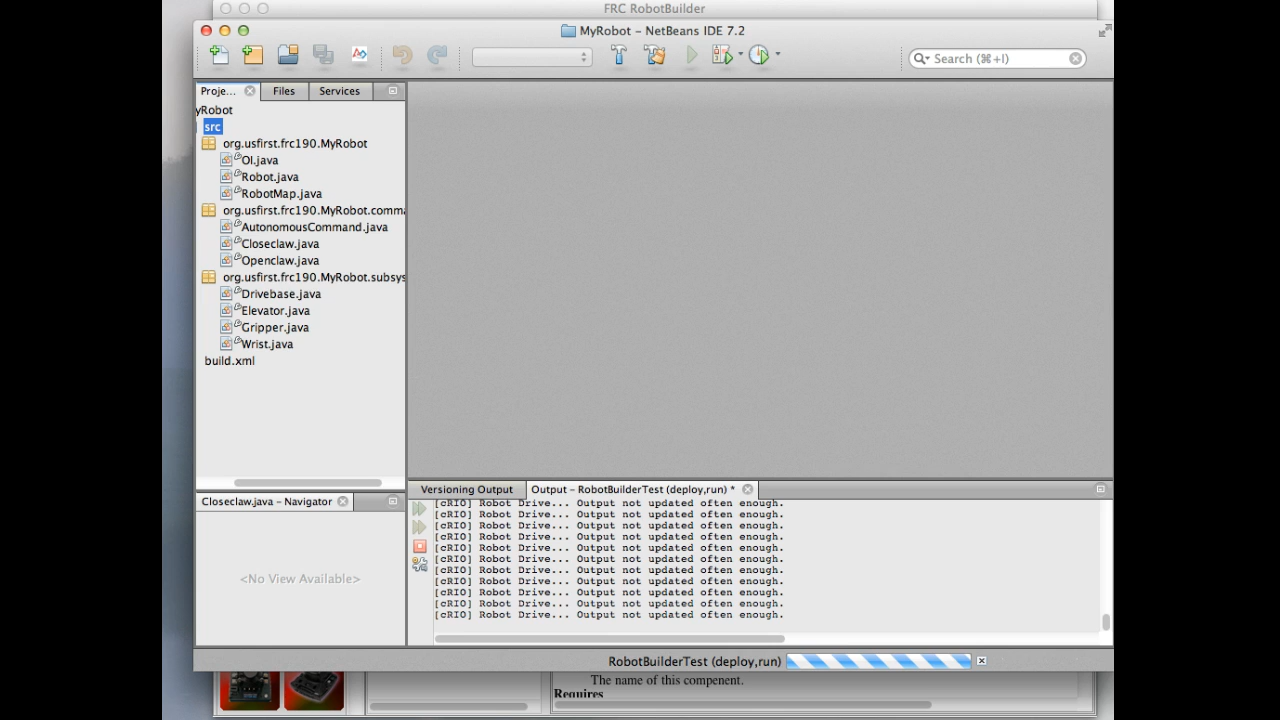 FRC RobotBuilder
MyRobot – NetBeans IDE 7.2
Search (⌘+I)
Proje...
Files
Services
yRobot
src
org.usfirst.frc190.MyRobot
OI.java
Robot.java
RobotMap.java
org.usfirst.frc190.MyRobot.comma
AutonomousCommand.java
Closeclaw.java
Openclaw.java
org.usfirst.frc190.MyRobot.subsys
Drivebase.java
Elevator.java
Gripper.java
Wrist.java
build.xml
Closeclaw.java – Navigator
<No View Available>
Versioning Output
Output – RobotBuilderTest (deploy,run) *
[cRIO] Robot Drive... Output not updated often enough.
[cRIO] Robot Drive... Output not updated often enough.
[cRIO] Robot Drive... Output not updated often enough.
[cRIO] Robot Drive... Output not updated often enough.
[cRIO] Robot Drive... Output not updated often enough.
[cRIO] Robot Drive... Output not updated often enough.
[cRIO] Robot Drive... Output not updated often enough.
[cRIO] Robot Drive... Output not updated often enough.
[cRIO] Robot Drive... Output not updated often enough.
[cRIO] Robot Drive... Output not updated often enough.
[cRIO] Robot Drive... Output not updated often enough.
RobotBuilderTest (deploy,run)
The name of this compenent.
Requires